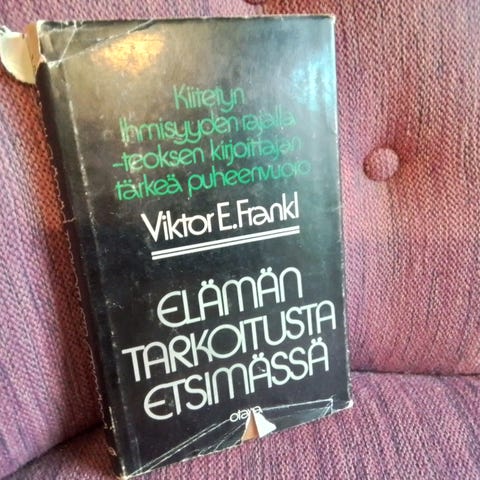 Kiitetyn
Ihmisyyden rajalla
-teoksen kirjoittajan
tärkeä puheenvuoro
Viktor E. Frankl
ELÄMÄN
TARKOITUSTA
ETSIMÄSSÄ
otava